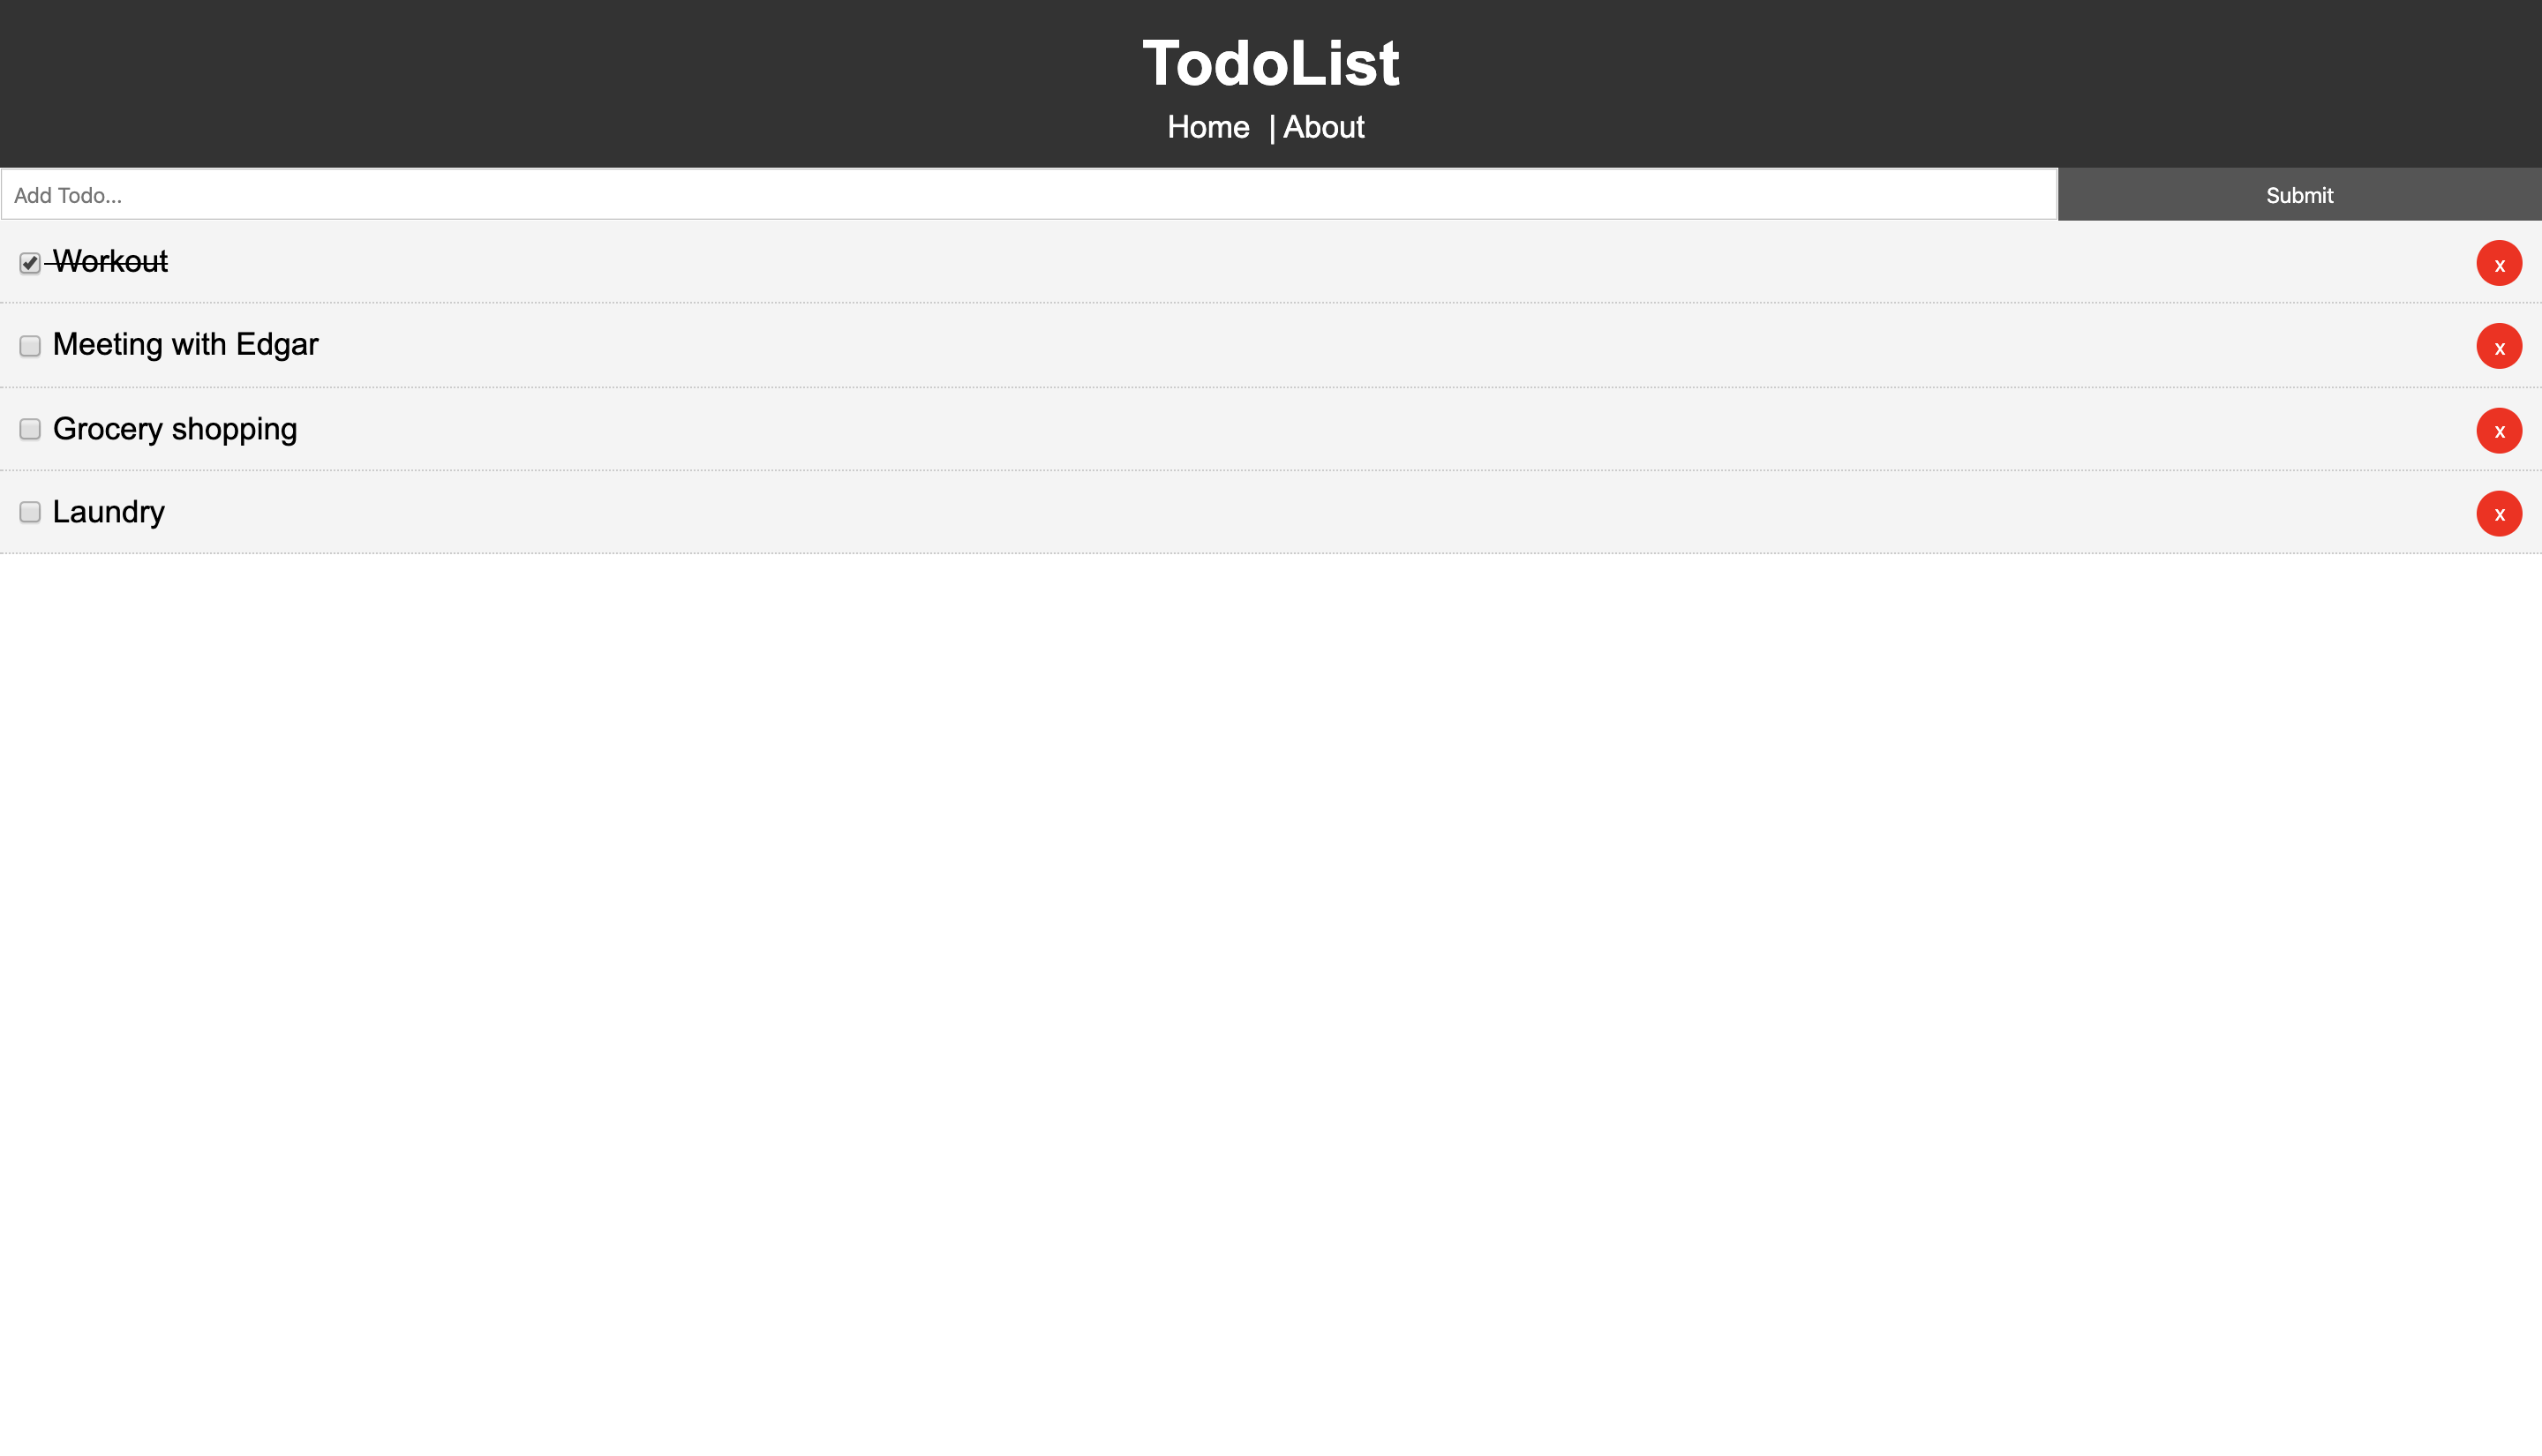 TodoList
Home | About
Add Todo...
Submit
Workout
x
Meeting with Edgar
x
Grocery shopping
x
Laundry
x